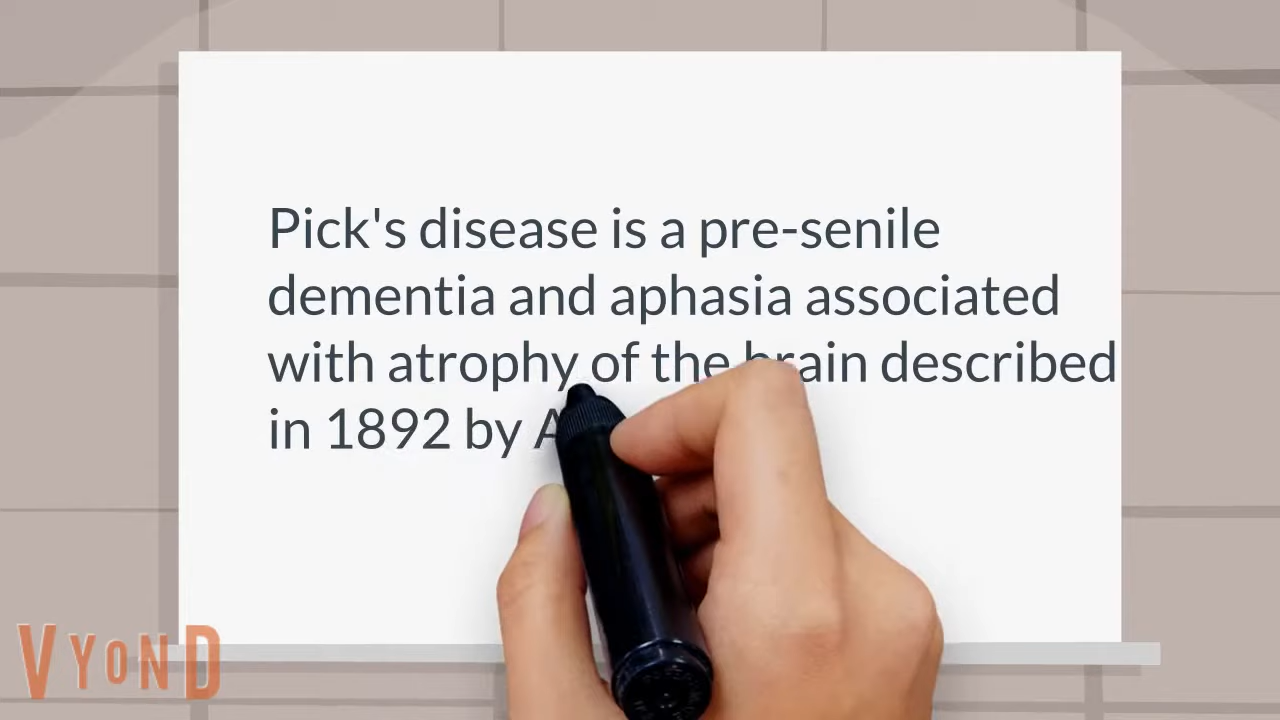 Pick's disease is a pre-senile
dementia and aphasia associated
with atrophy of the brain described
in 1892 by A
VYOND